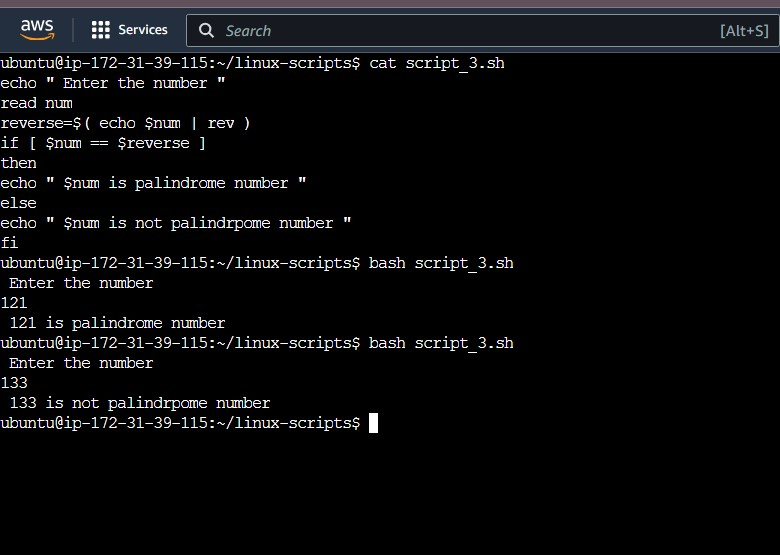 aws
Services
Search
[Alt+S]
ubuntu@ip-172-31-39-115:~/linux-scripts$ cat script_3.sh
echo " Enter the number "
read num
reverse=$( echo $num | rev )
if [ $num == $reverse ]
then
echo " $num is palindrome number "
else
echo " $num is not palindrpome number "
fi
ubuntu@ip-172-31-39-115:~/linux-scripts$ bash script_3.sh
 Enter the number
121
 121 is palindrome number
ubuntu@ip-172-31-39-115:~/linux-scripts$ bash script_3.sh
 Enter the number
133
 133 is not palindrpome number
ubuntu@ip-172-31-39-115:~/linux-scripts$